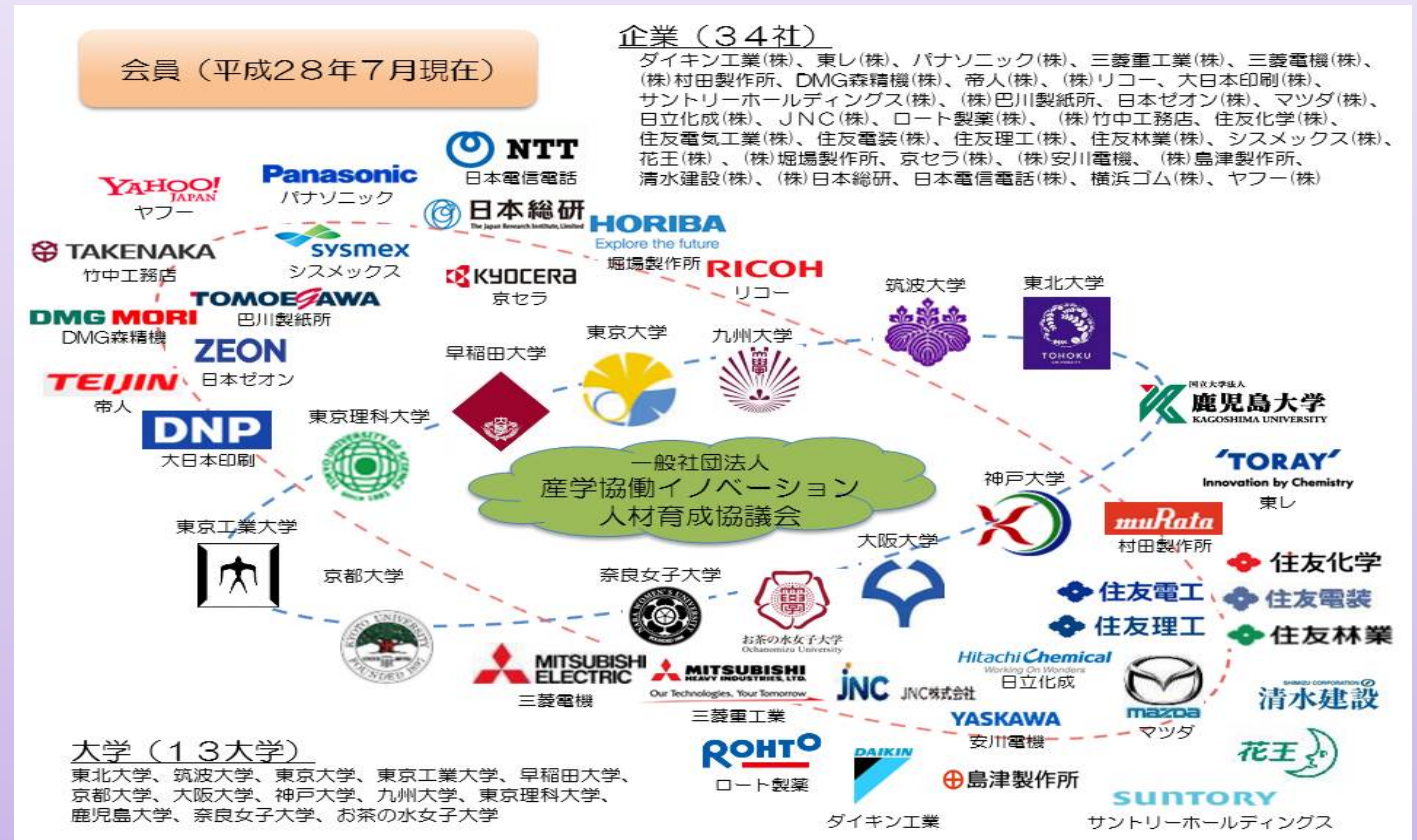 会員（平成２８年７月現在）
企業（３４社）
ダイキン工業(株)、東レ(株)、パナソニック(株)、三菱重工業(株)、三菱電機(株)、
(株)村田製作所、DMG森精機(株)、帝人(株)、(株)リコー、大日本印刷(株)、
サントリーホールディングス(株)、(株)巴川製紙所、日本ゼオン(株)、マツダ(株)、
日立化成(株)、ＪＮＣ(株)、ロート製薬(株)、(株)竹中工務店、住友化学(株)、
住友電気工業(株)、住友電装(株)、住友理工(株)、住友林業(株)、シスメックス(株)、
花王(株)、(株)堀場製作所、京セラ(株)、(株)安川電機、(株)島津製作所、
清水建設(株)、(株)日本総研、日本電信電話(株)、横浜ゴム(株)、ヤフー(株)
YAHOO!
JAPAN
ヤフー
Panasonic
パナソニック
NTT
日本電信電話
日本総研
The Japan Research Institute, Limited
HORIBA
Explore the future
堀場製作所
TAKENAKA
竹中工務店
sysmex
シスメックス
KYOCERa
京セラ
RICOH
リコー
DMG MORI
DMG森精機
TOMOEGAWA
巴川製紙所
ZEON
日本ゼオン
TEIJIN
帝人
DNP
大日本印刷
東京理科大学
早稲田大学
東京大学
九州大学
筑波大学
東北大学
TOHOKU
UNIVERSITY
国立大学法人
鹿児島大学
KAGOSHIMA UNIVERSITY
一般社団法人
産学協働イノベーション
人材育成協議会
神戸大学
'TORAY'
Innovation by Chemistry
東レ
muRata
村田製作所
東京工業大学
京都大学
KYOTO UNIVERSITY
FOUNDED 1897
奈良女子大学
NARA WOMEN'S UNIVERSITY
お茶の水女子大学
Ochanomizu University
大阪大学
住友化学
住友電工
住友電装
住友理工
住友林業
MITSUBISHI
ELECTRIC
三菱電機
MITSUBISHI
HEAVY INDUSTRIES, LTD.
Our Technologies, Your Tomorrow
三菱重工業
JNC
JNC株式会社
Hitachi Chemical
Working On Wonders
日立化成
mazda
マツダ
SHIMIZU CORPORATION
清水建設
YASKAWA
安川電機
ROHTO
ロート製薬
DAIKIN
ダイキン工業
島津製作所
花王
SUNTORY
サントリーホールディングス
大学（１３大学）
東北大学、筑波大学、東京大学、東京工業大学、早稲田大学、
京都大学、大阪大学、神戸大学、九州大学、東京理科大学、
鹿児島大学、奈良女子大学、お茶の水女子大学